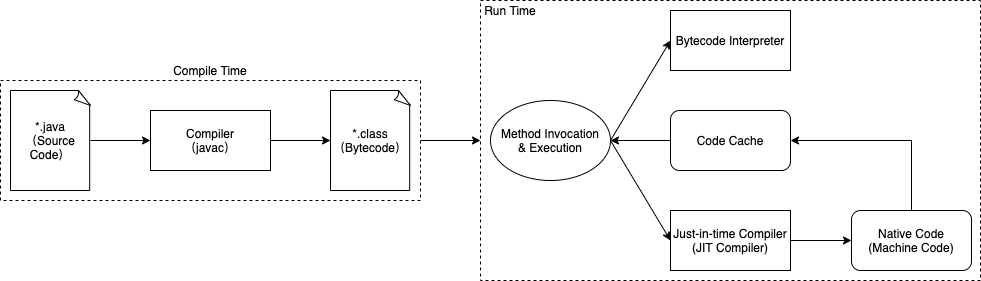 Run Time
Compile Time
*.java
(Source
Code)
Compiler
(javac)
*.class
(Bytecode)
Method Invocation
& Execution
Bytecode Interpreter
Code Cache
Just-in-time Compiler
(JIT Compiler)
Native Code
(Machine Code)